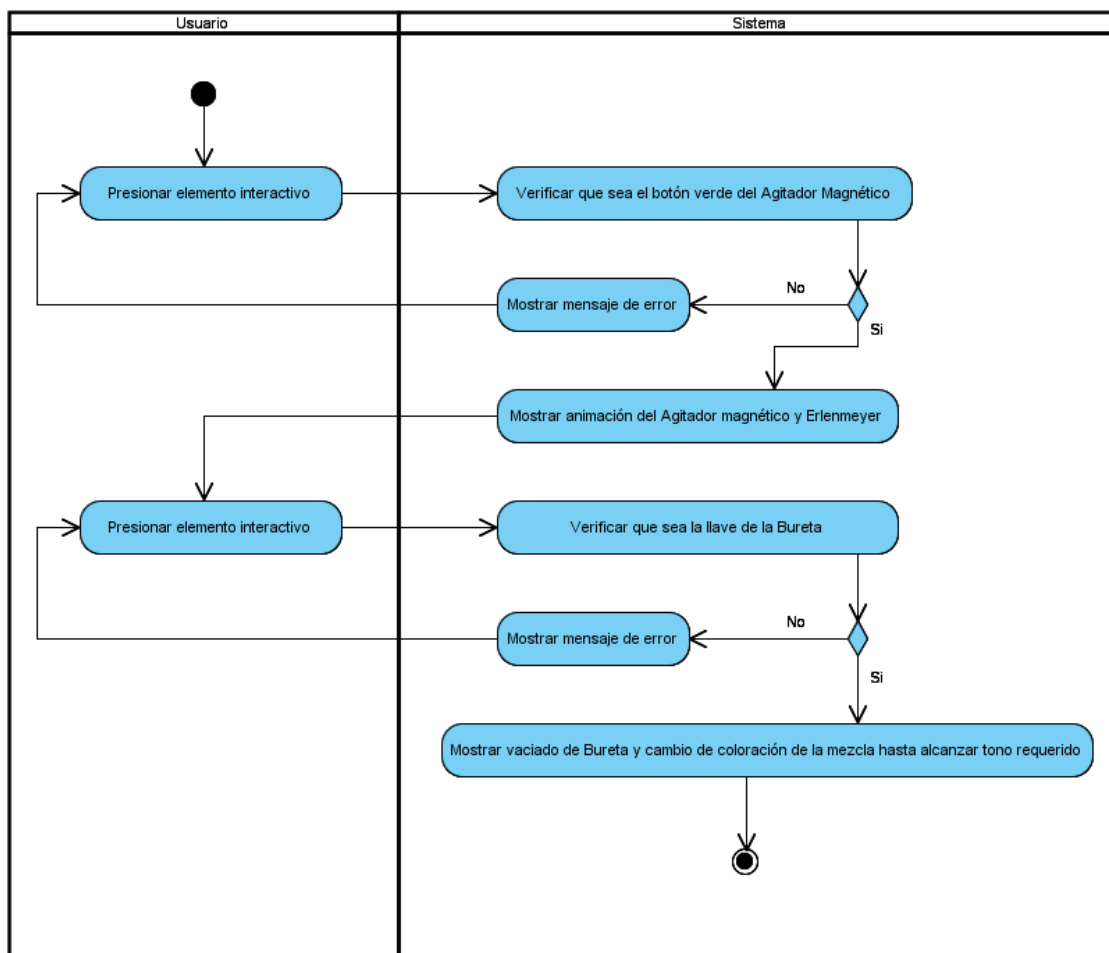 Usuario
Sistema
Presionar elemento interactivo
Verificar que sea el botón verde del Agitador Magnético
Mostrar mensaje de error
No
Si
Mostrar animación del Agitador magnético y Erlenmeyer
Presionar elemento interactivo
Verificar que sea la llave de la Bureta
Mostrar mensaje de error
No
Si
Mostrar vaciado de Bureta y cambio de coloración de la mezcla hasta alcanzar tono requerido